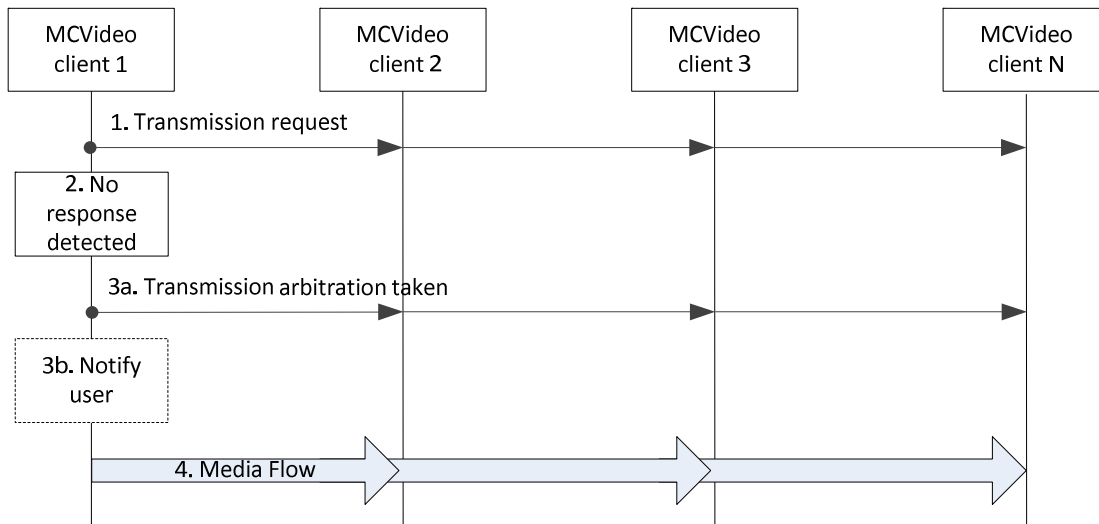 MCVideo
client 1
MCVideo
client 2
MCVideo
client 3
MCVideo
client N
1. Transmission request
2. No
response
detected
3a. Transmission arbitration taken
3b. Notify
user
4. Media Flow